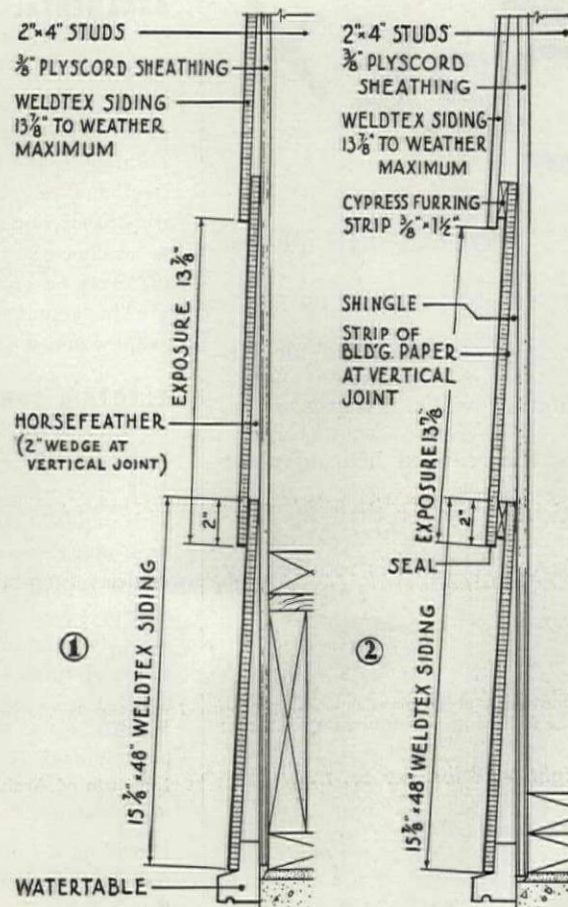 2"×4" STUDS
3/8" PLYSCORD SHEATHING
WELDTEX SIDING
13 7/8" TO WEATHER
MAXIMUM
EXPOSURE 13 7/8"
HORSEFEATHER
(2" WEDGE AT
VERTICAL JOINT)
2"
15 7/8" × 48" WELDTEX SIDING
①
WATERTABLE
2"×4" STUDS
3/8" PLYSCORD
SHEATHING
WELDTEX SIDING
13 7/8" TO WEATHER
MAXIMUM
CYPRESS FURRING
STRIP 3/8" × 1 1/2"
SHINGLE
STRIP OF
BLD'G. PAPER
AT VERTICAL
JOINT
EXPOSURE 13 7/8
2"
SEAL
15 7/8" × 48" WELDTEX SIDING
②